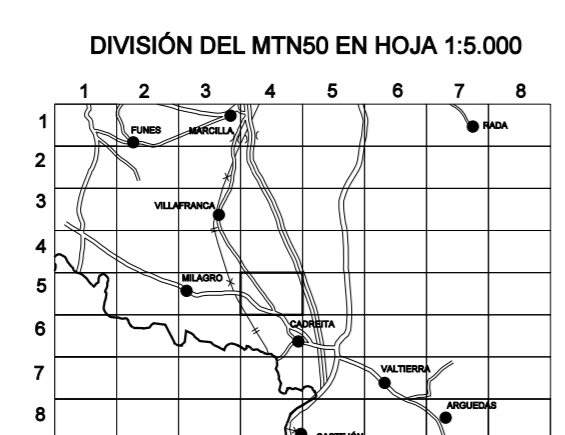 DIVISIÓN DEL MTN50 EN HOJA 1:5.000
1 2 3 4 5 6 7 8
1
FUNES
MARCILLA
RADA
2
3
VILLAFRANCA
4
5
MILAGRO
6
CADREITA
7
VALTIERRA
ARGUEDAS
8